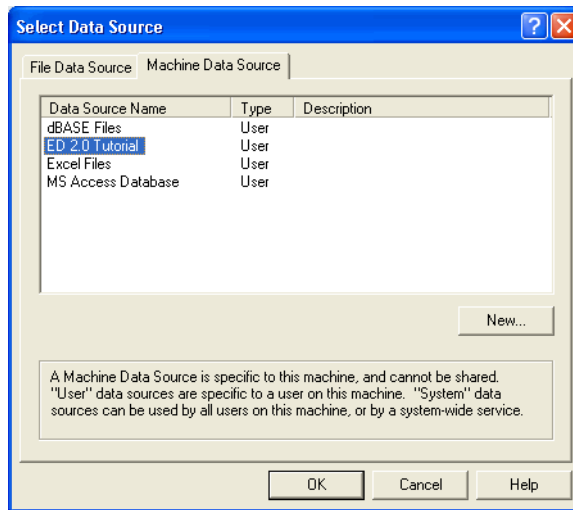 Select Data Source
File Data Source Machine Data Source
Data Source Name Type Description
dBASE Files User
ED 2.0 Tutorial User
Excel Files User
MS Access Database User
New...
A Machine Data Source is specific to this machine, and cannot be shared.
"User" data sources are specific to a user on this machine. "System" data
sources can be used by all users on this machine, or by a system-wide service.
OK Cancel Help